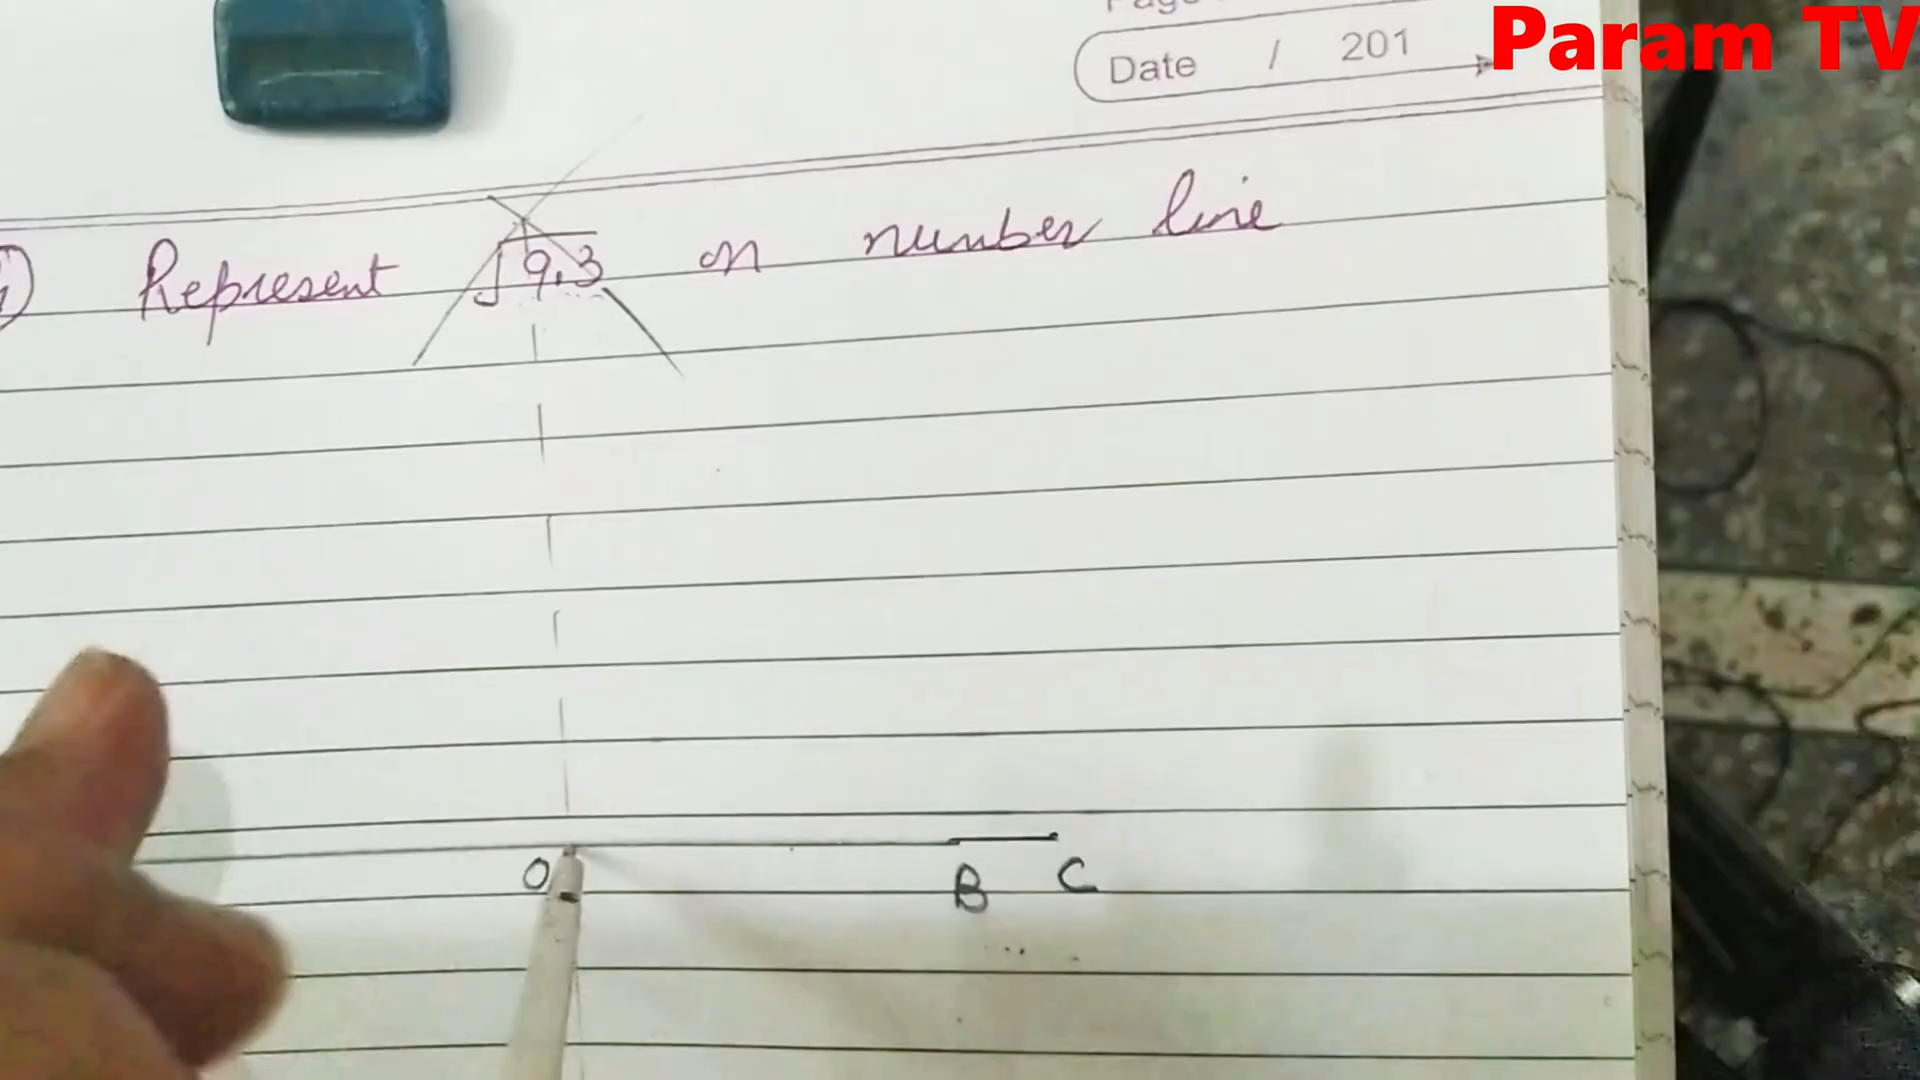 Param TV
Date / 201
Represent √9.3 on number line
O B C